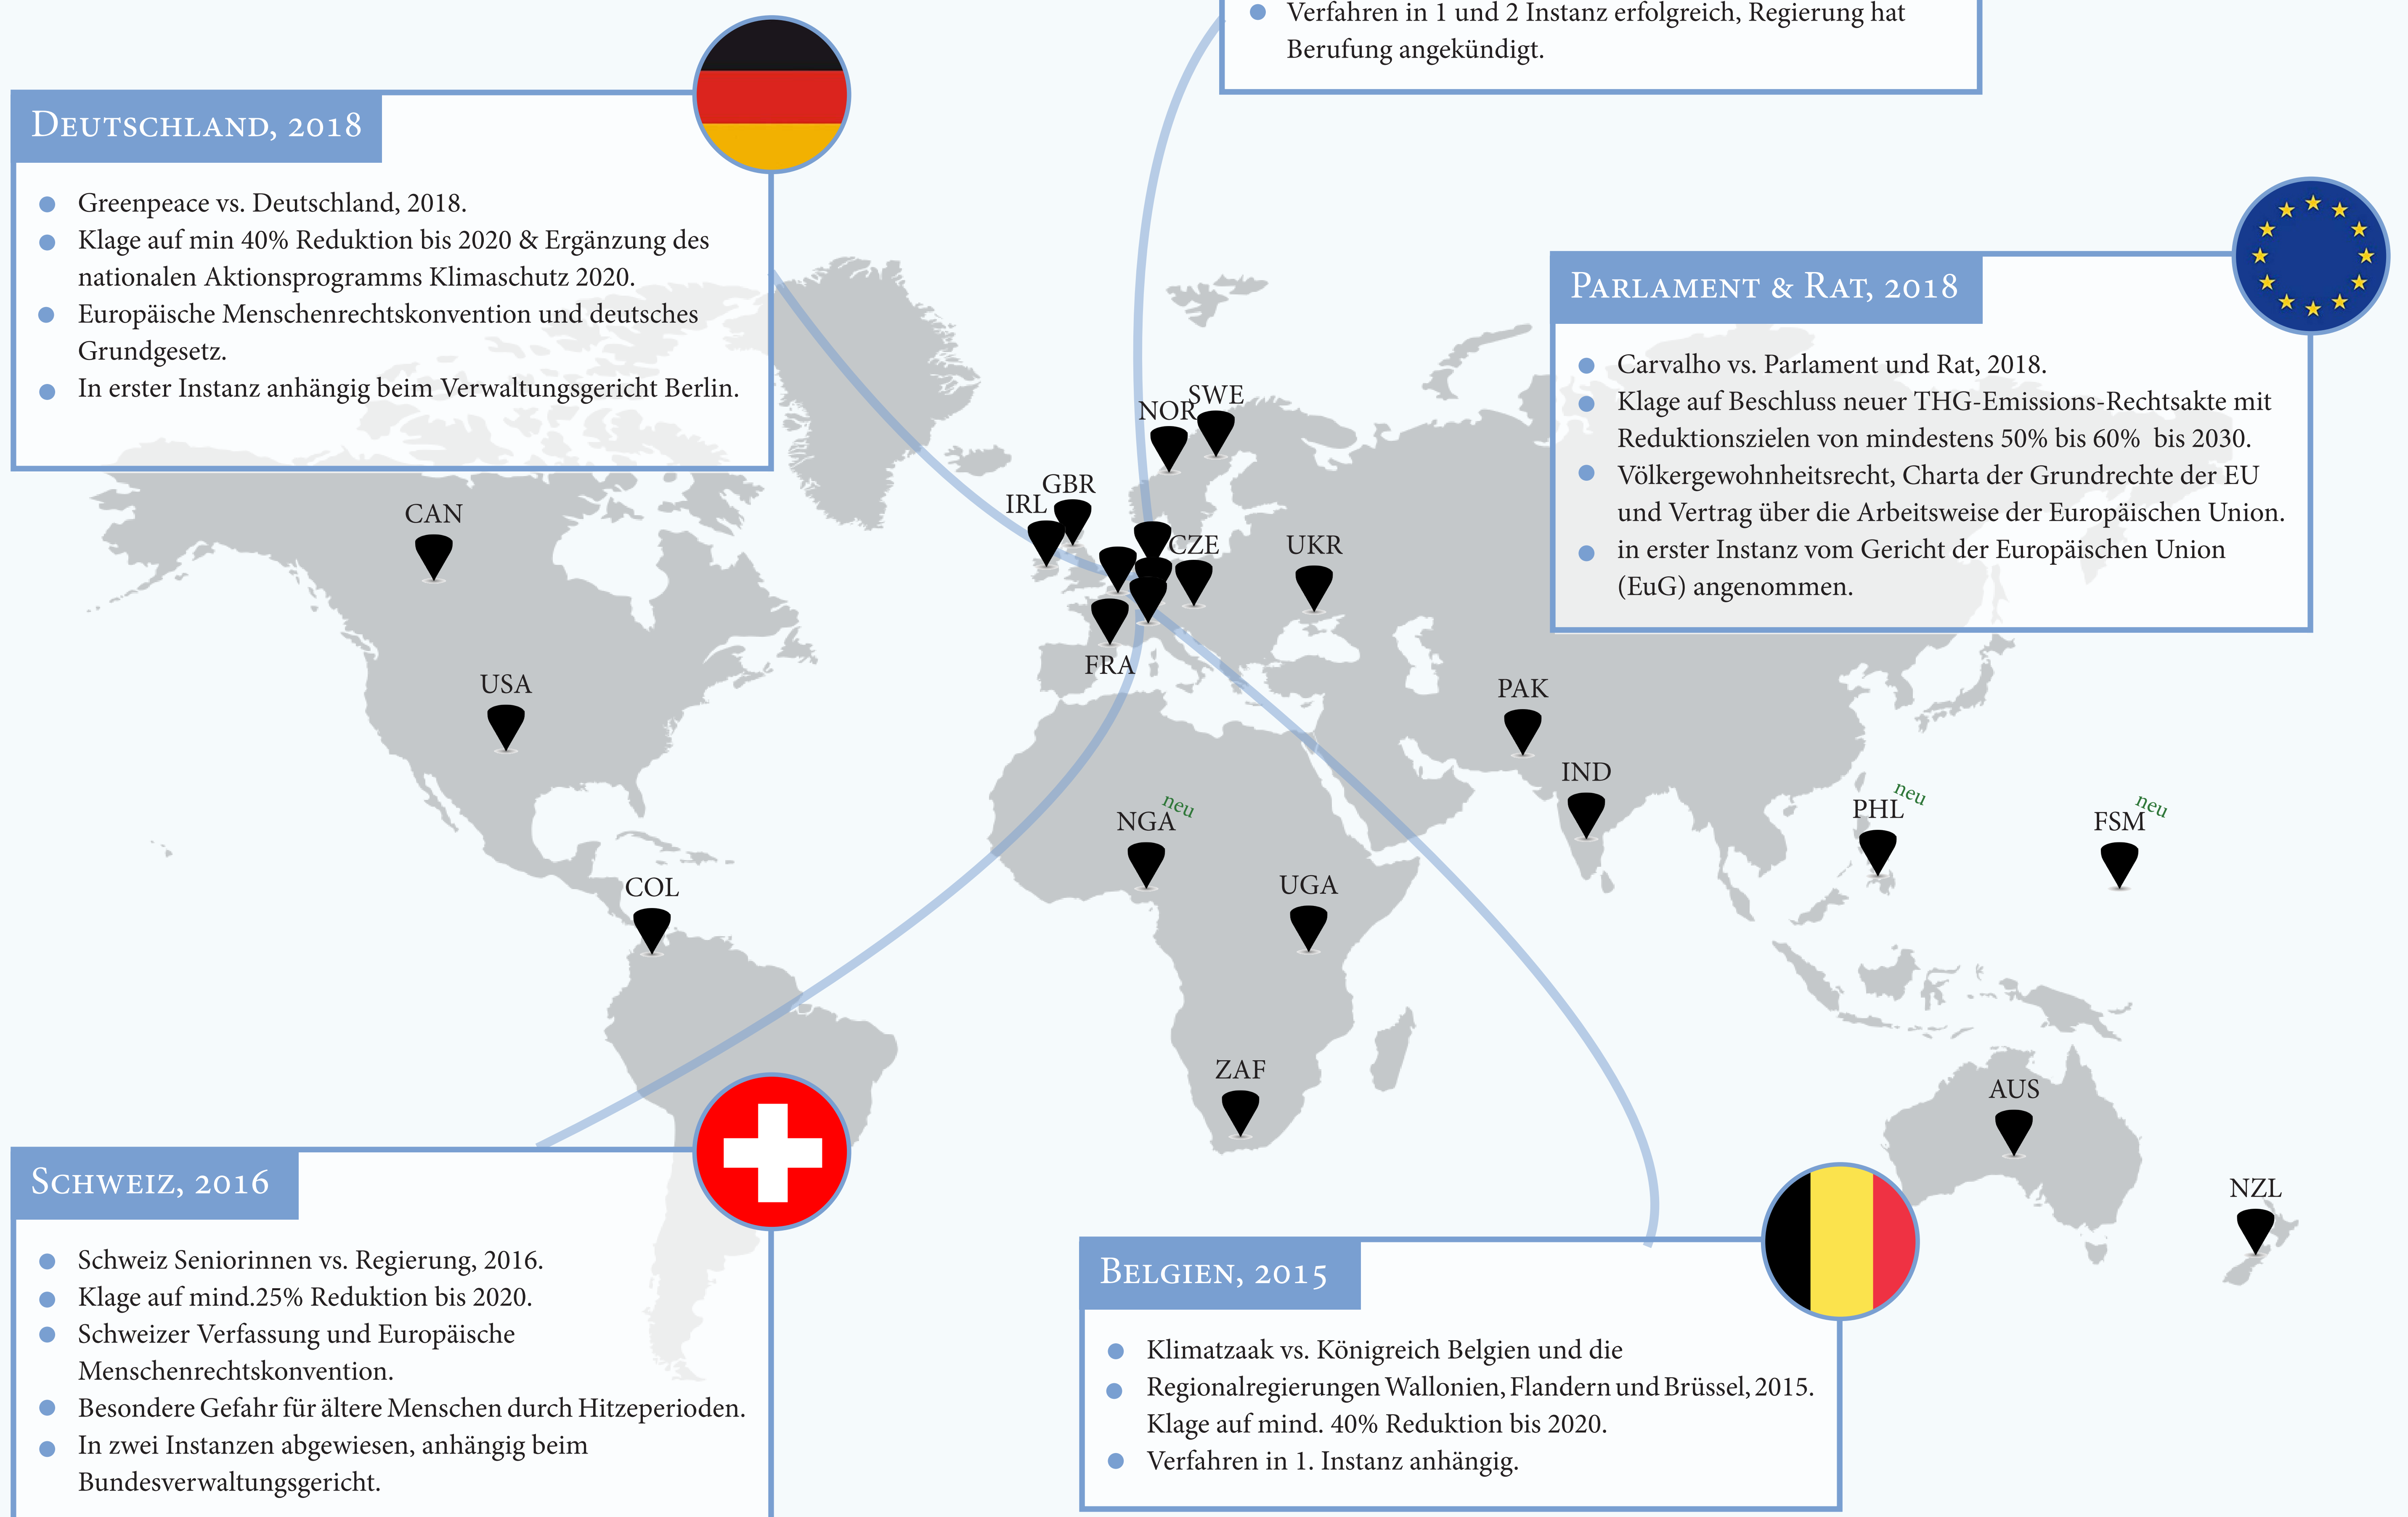 Verfahren in 1 und 2 Instanz erfolgreich, Regierung hat
Berufung angekündigt.
Deutschland, 2018
Greenpeace vs. Deutschland, 2018.
Klage auf min 40% Reduktion bis 2020 & Ergänzung des
nationalen Aktionsprogramms Klimaschutz 2020.
Europäische Menschenrechtskonvention und deutsches
Grundgesetz.
In erster Instanz anhängig beim Verwaltungsgericht Berlin.
Parlament & Rat, 2018
Carvalho vs. Parlament und Rat, 2018.
Klage auf Beschluss neuer THG-Emissions-Rechtsakte mit
Reduktionszielen von mindestens 50% bis 60% bis 2030.
Völkergewohnheitsrecht, Charta der Grundrechte der EU
und Vertrag über die Arbeitsweise der Europäischen Union.
in erster Instanz vom Gericht der Europäischen Union
(EuG) angenommen.
SWE
NOR
GBR
IRL
CAN
CZE
UKR
FRA
USA
PAK
IND
neu
PHL
neu
FSM
neu
NGA
COL
UGA
ZAF
AUS
NZL
Schweiz, 2016
Schweiz Seniorinnen vs. Regierung, 2016.
Klage auf mind.25% Reduktion bis 2020.
Schweizer Verfassung und Europäische
Menschenrechtskonvention.
Besondere Gefahr für ältere Menschen durch Hitzeperioden.
In zwei Instanzen abgewiesen, anhängig beim
Bundesverwaltungsgericht.
Belgien, 2015
Klimatzaak vs. Königreich Belgien und die
Regionalregierungen Wallonien, Flandern und Brüssel, 2015.
Klage auf mind. 40% Reduktion bis 2020.
Verfahren in 1. Instanz anhängig.